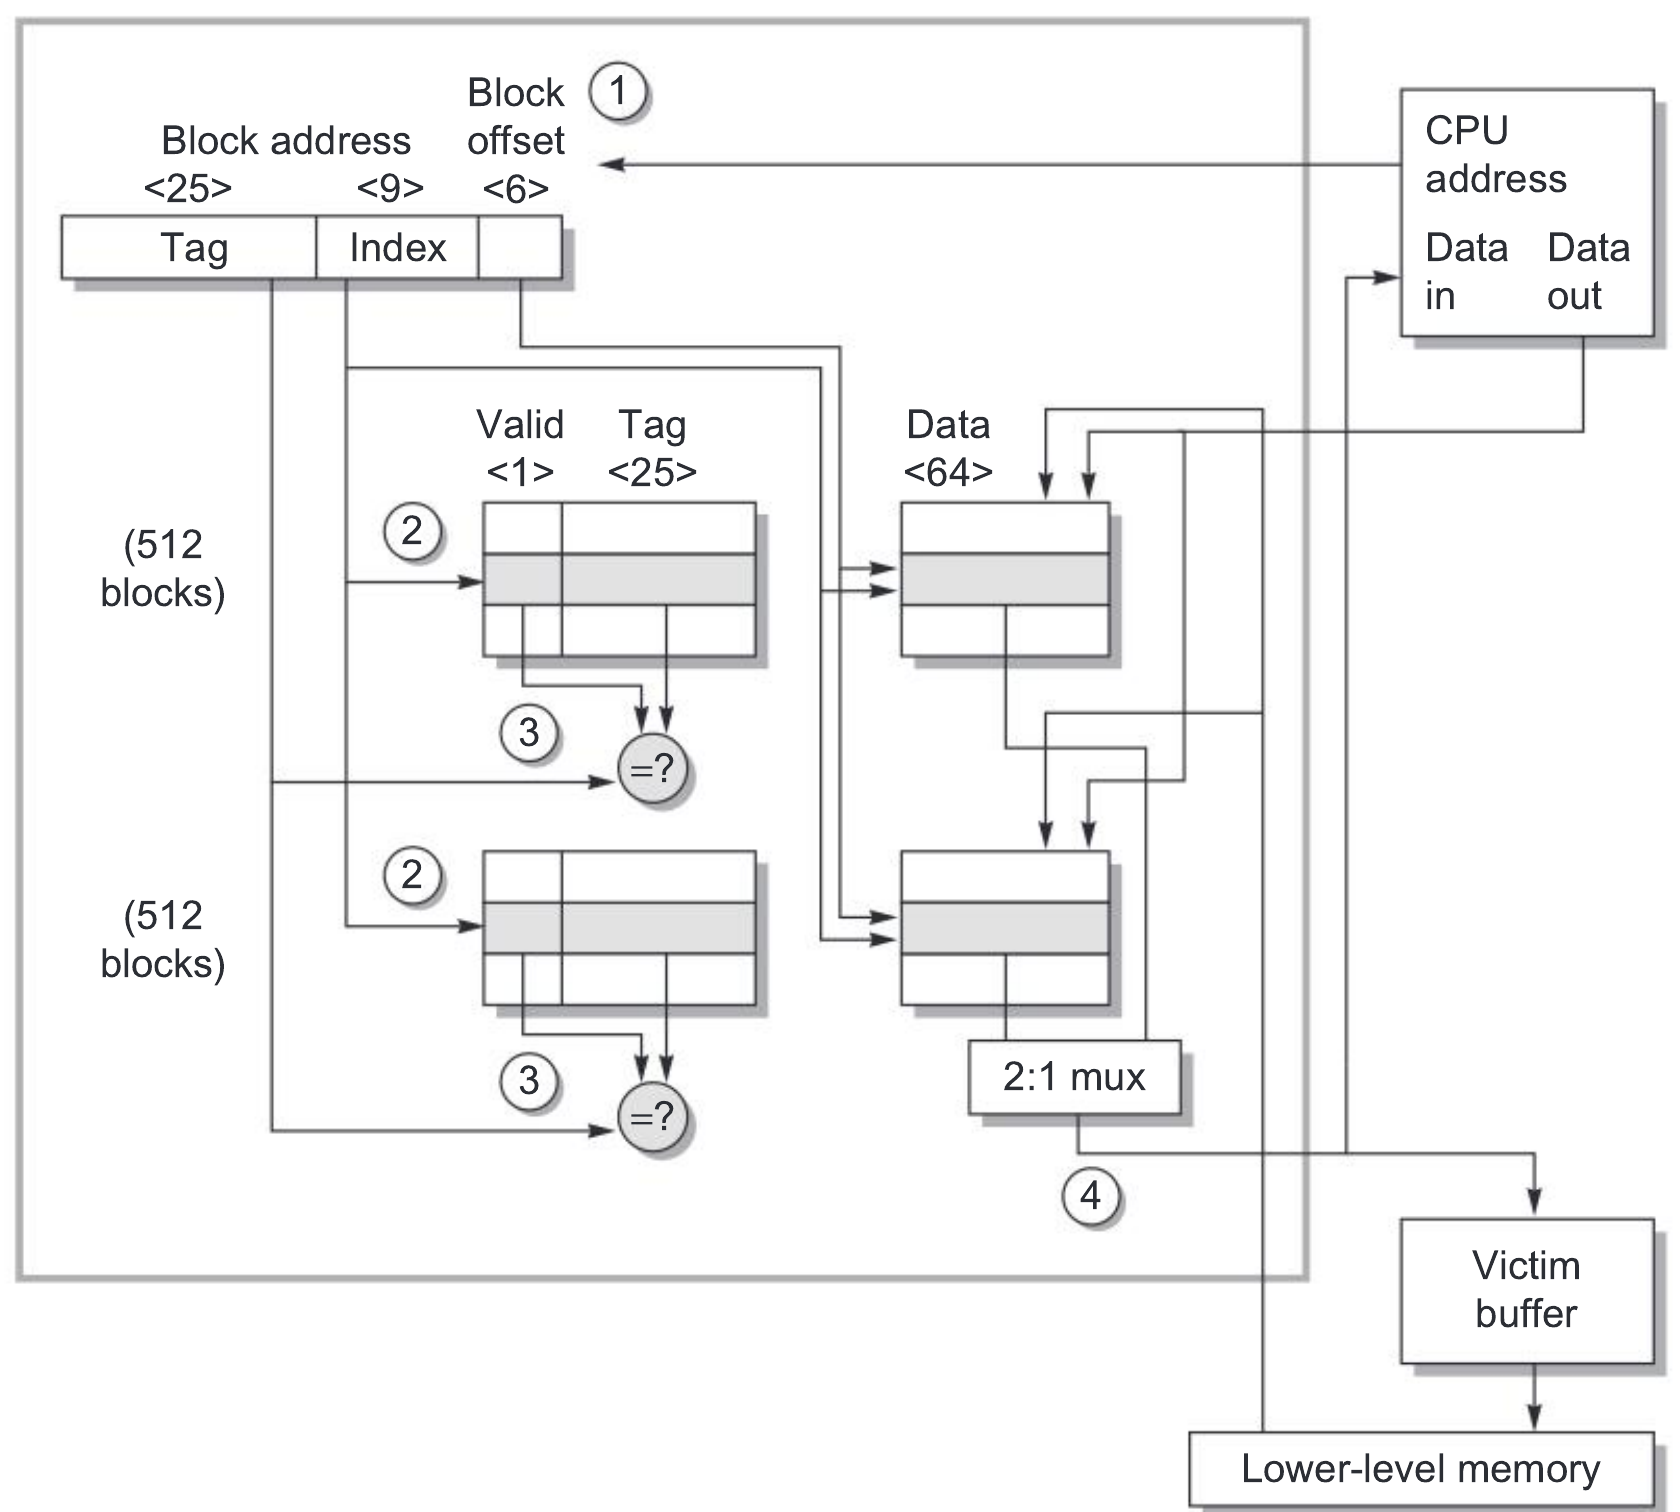 Block
offset
<6>
1
Block address
<25>
<9>
Tag
Index
CPU
address
Data
in
Data
out
Valid
<1>
Tag
<25>
Data
<64>
(512
blocks)
2
3
=?
(512
blocks)
2
3
=?
2:1 mux
4
Victim
buffer
Lower-level memory